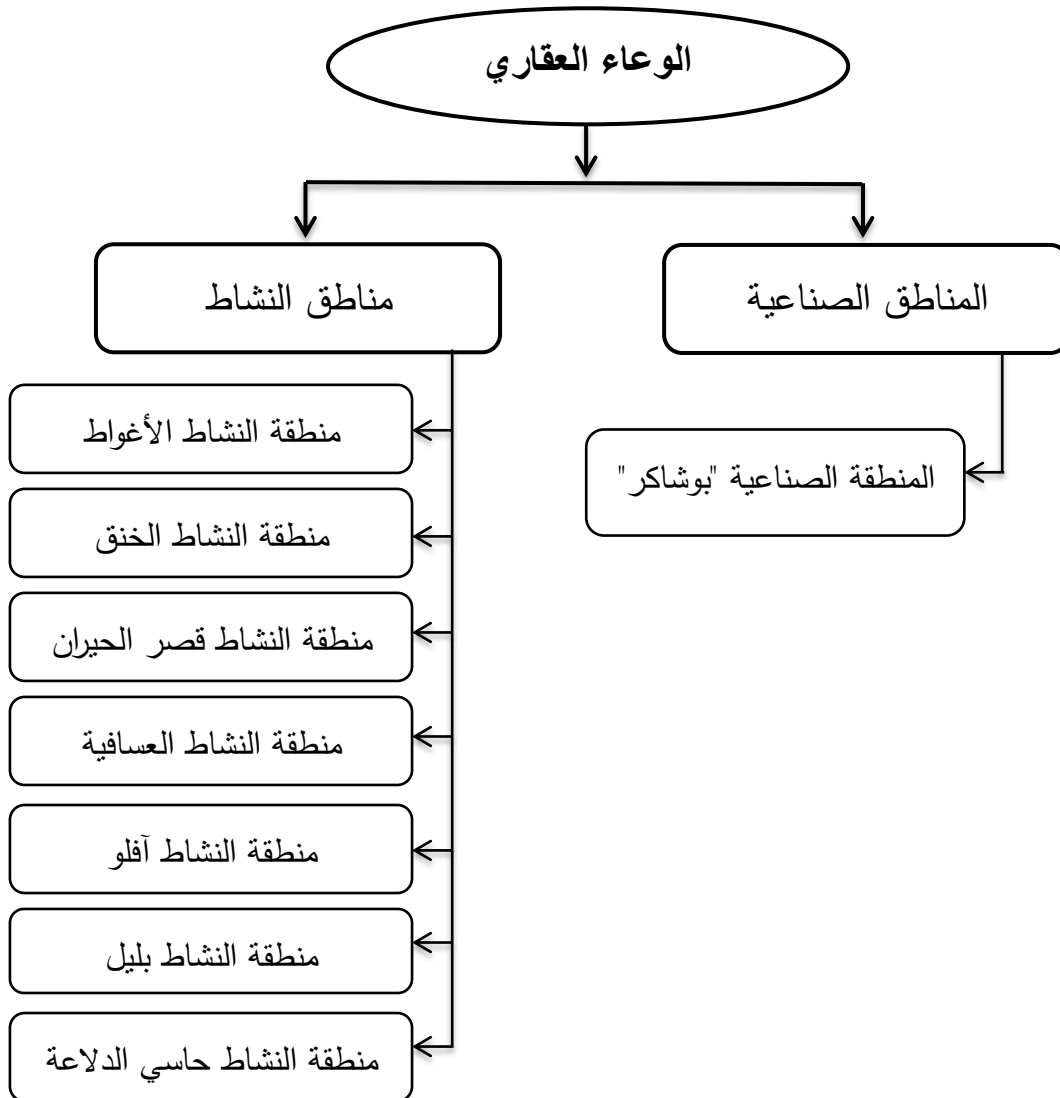 الوعاء العقاري
المناطق الصناعية
مناطق النشاط
المنطقة الصناعية "بوشاكر"
منطقة النشاط الأغواط
منطقة النشاط الخنق
منطقة النشاط قصر الحيران
منطقة النشاط العسافية
منطقة النشاط آفلو
منطقة النشاط بليل
منطقة النشاط حاسي الدلاعة